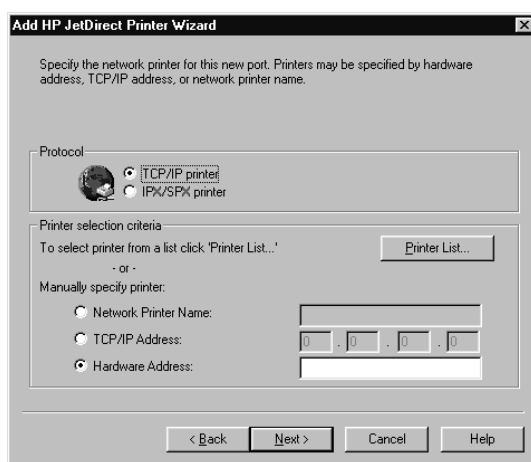 Add HP JetDirect Printer Wizard
Specify the network printer for this new port. Printers may be specified by hardware
address, TCP/IP address, or network printer name.
Protocol
TCP/IP printer
IPX/SPX printer
Printer selection criteria
To select printer from a list click 'Printer List...'
Printer List...
- or -
Manually specify printer:
Network Printer Name:
TCP/IP Address: 0 . 0 . 0 . 0
Hardware Address:
< Back Next > Cancel Help